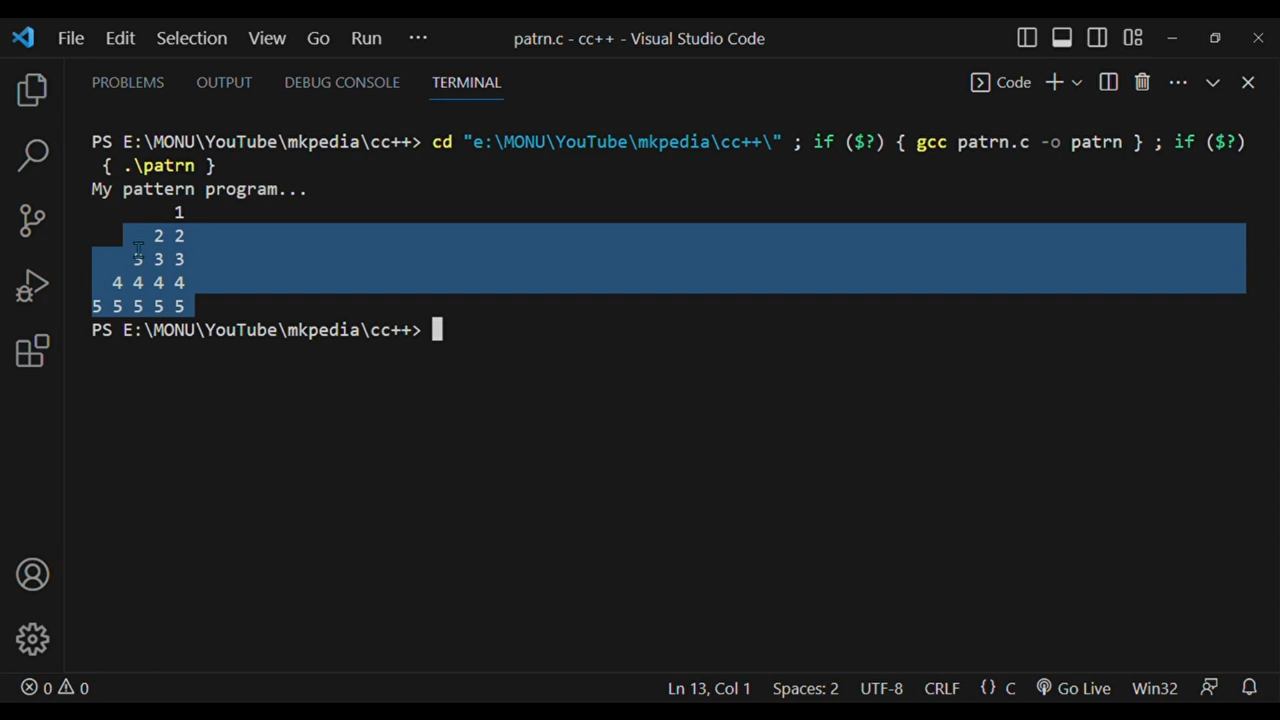 File Edit Selection View Go Run ··· patrn.c - cc++ - Visual Studio Code
PROBLEMS OUTPUT DEBUG CONSOLE TERMINAL Code
PS E:\MONU\YouTube\mkpedia\cc++> cd "e:\MONU\YouTube\mkpedia\cc++\" ; if ($?) { gcc patrn.c -o patrn } ; if ($?)
{ .\patrn }
My pattern program...
1
2 2
3 3 3
4 4 4 4
5 5 5 5 5
PS E:\MONU\YouTube\mkpedia\cc++>
0 0 Ln 13, Col 1 Spaces: 2 UTF-8 CRLF {} C Go Live Win32